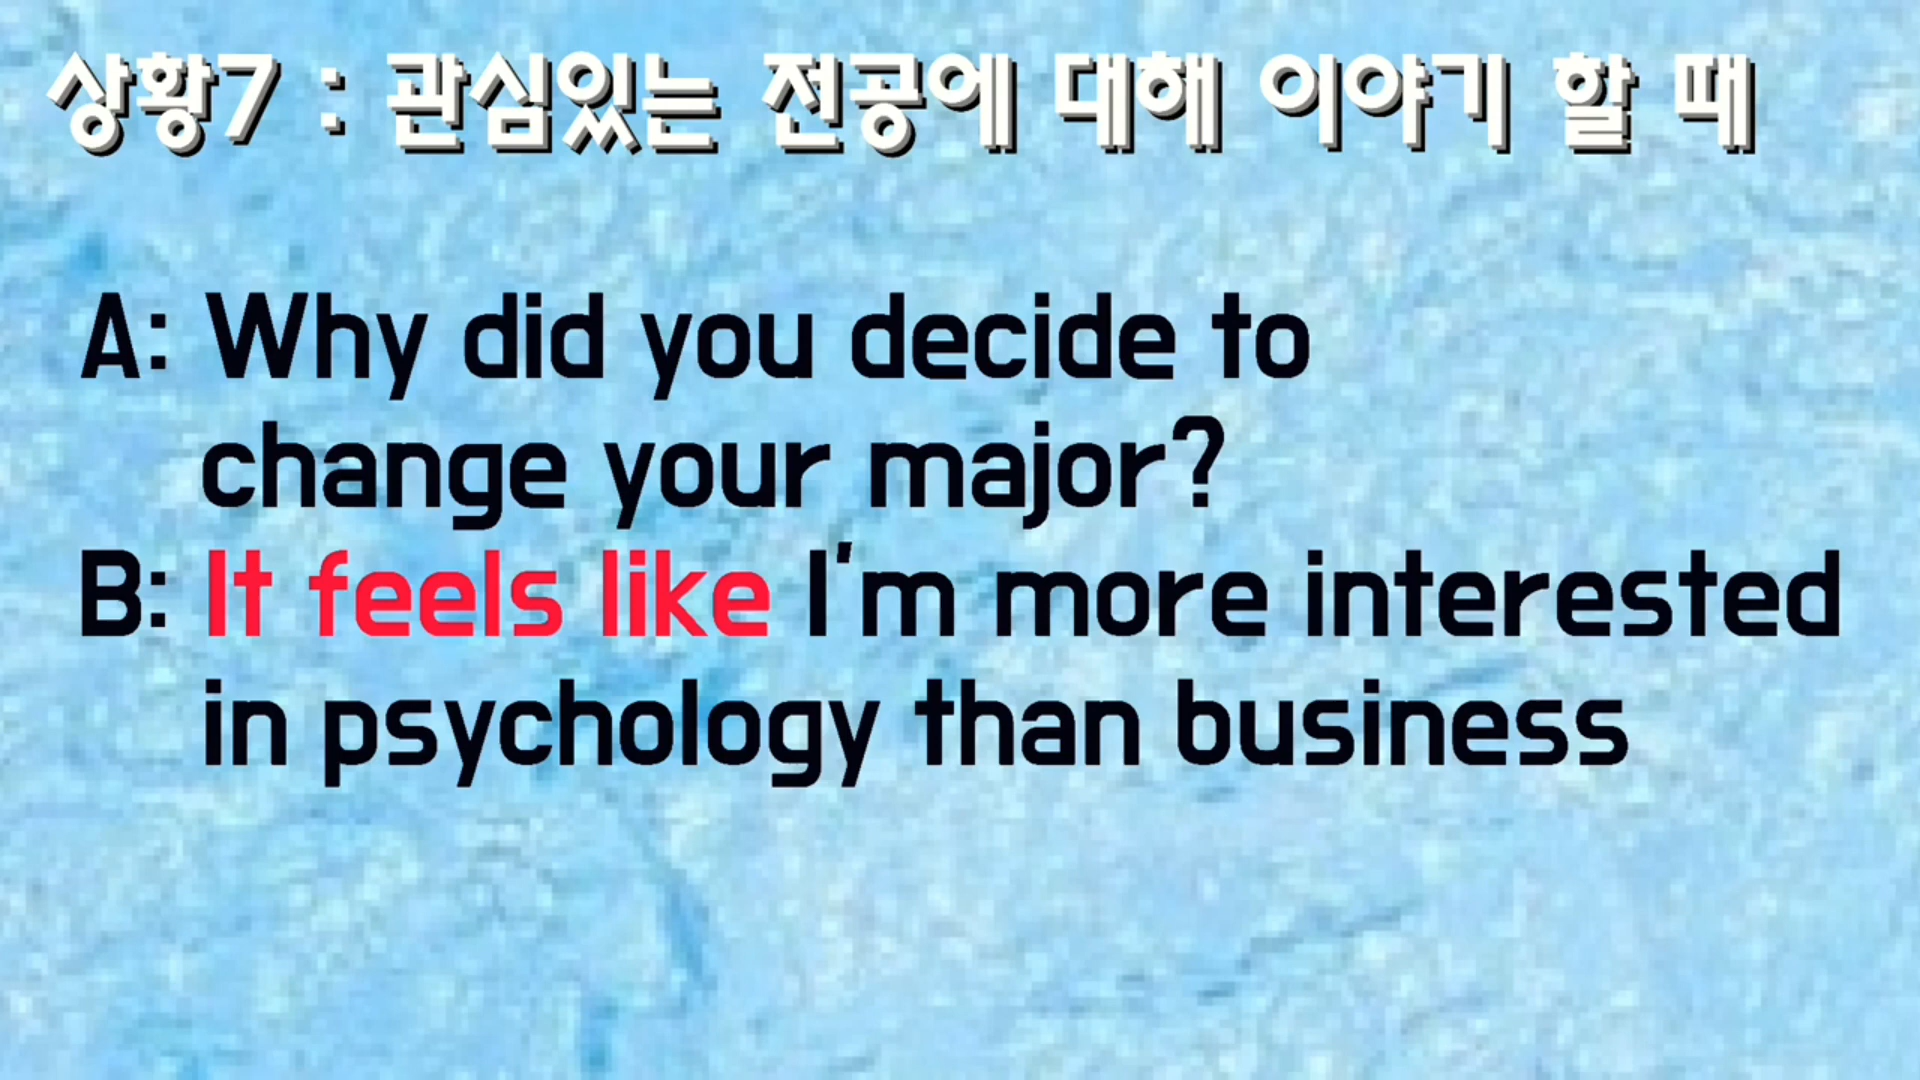 상황7 : 관심있는 전공에 대해 이야기 할 때
A: Why did you decide to
change your major?
B: It feels like I'm more interested
in psychology than business